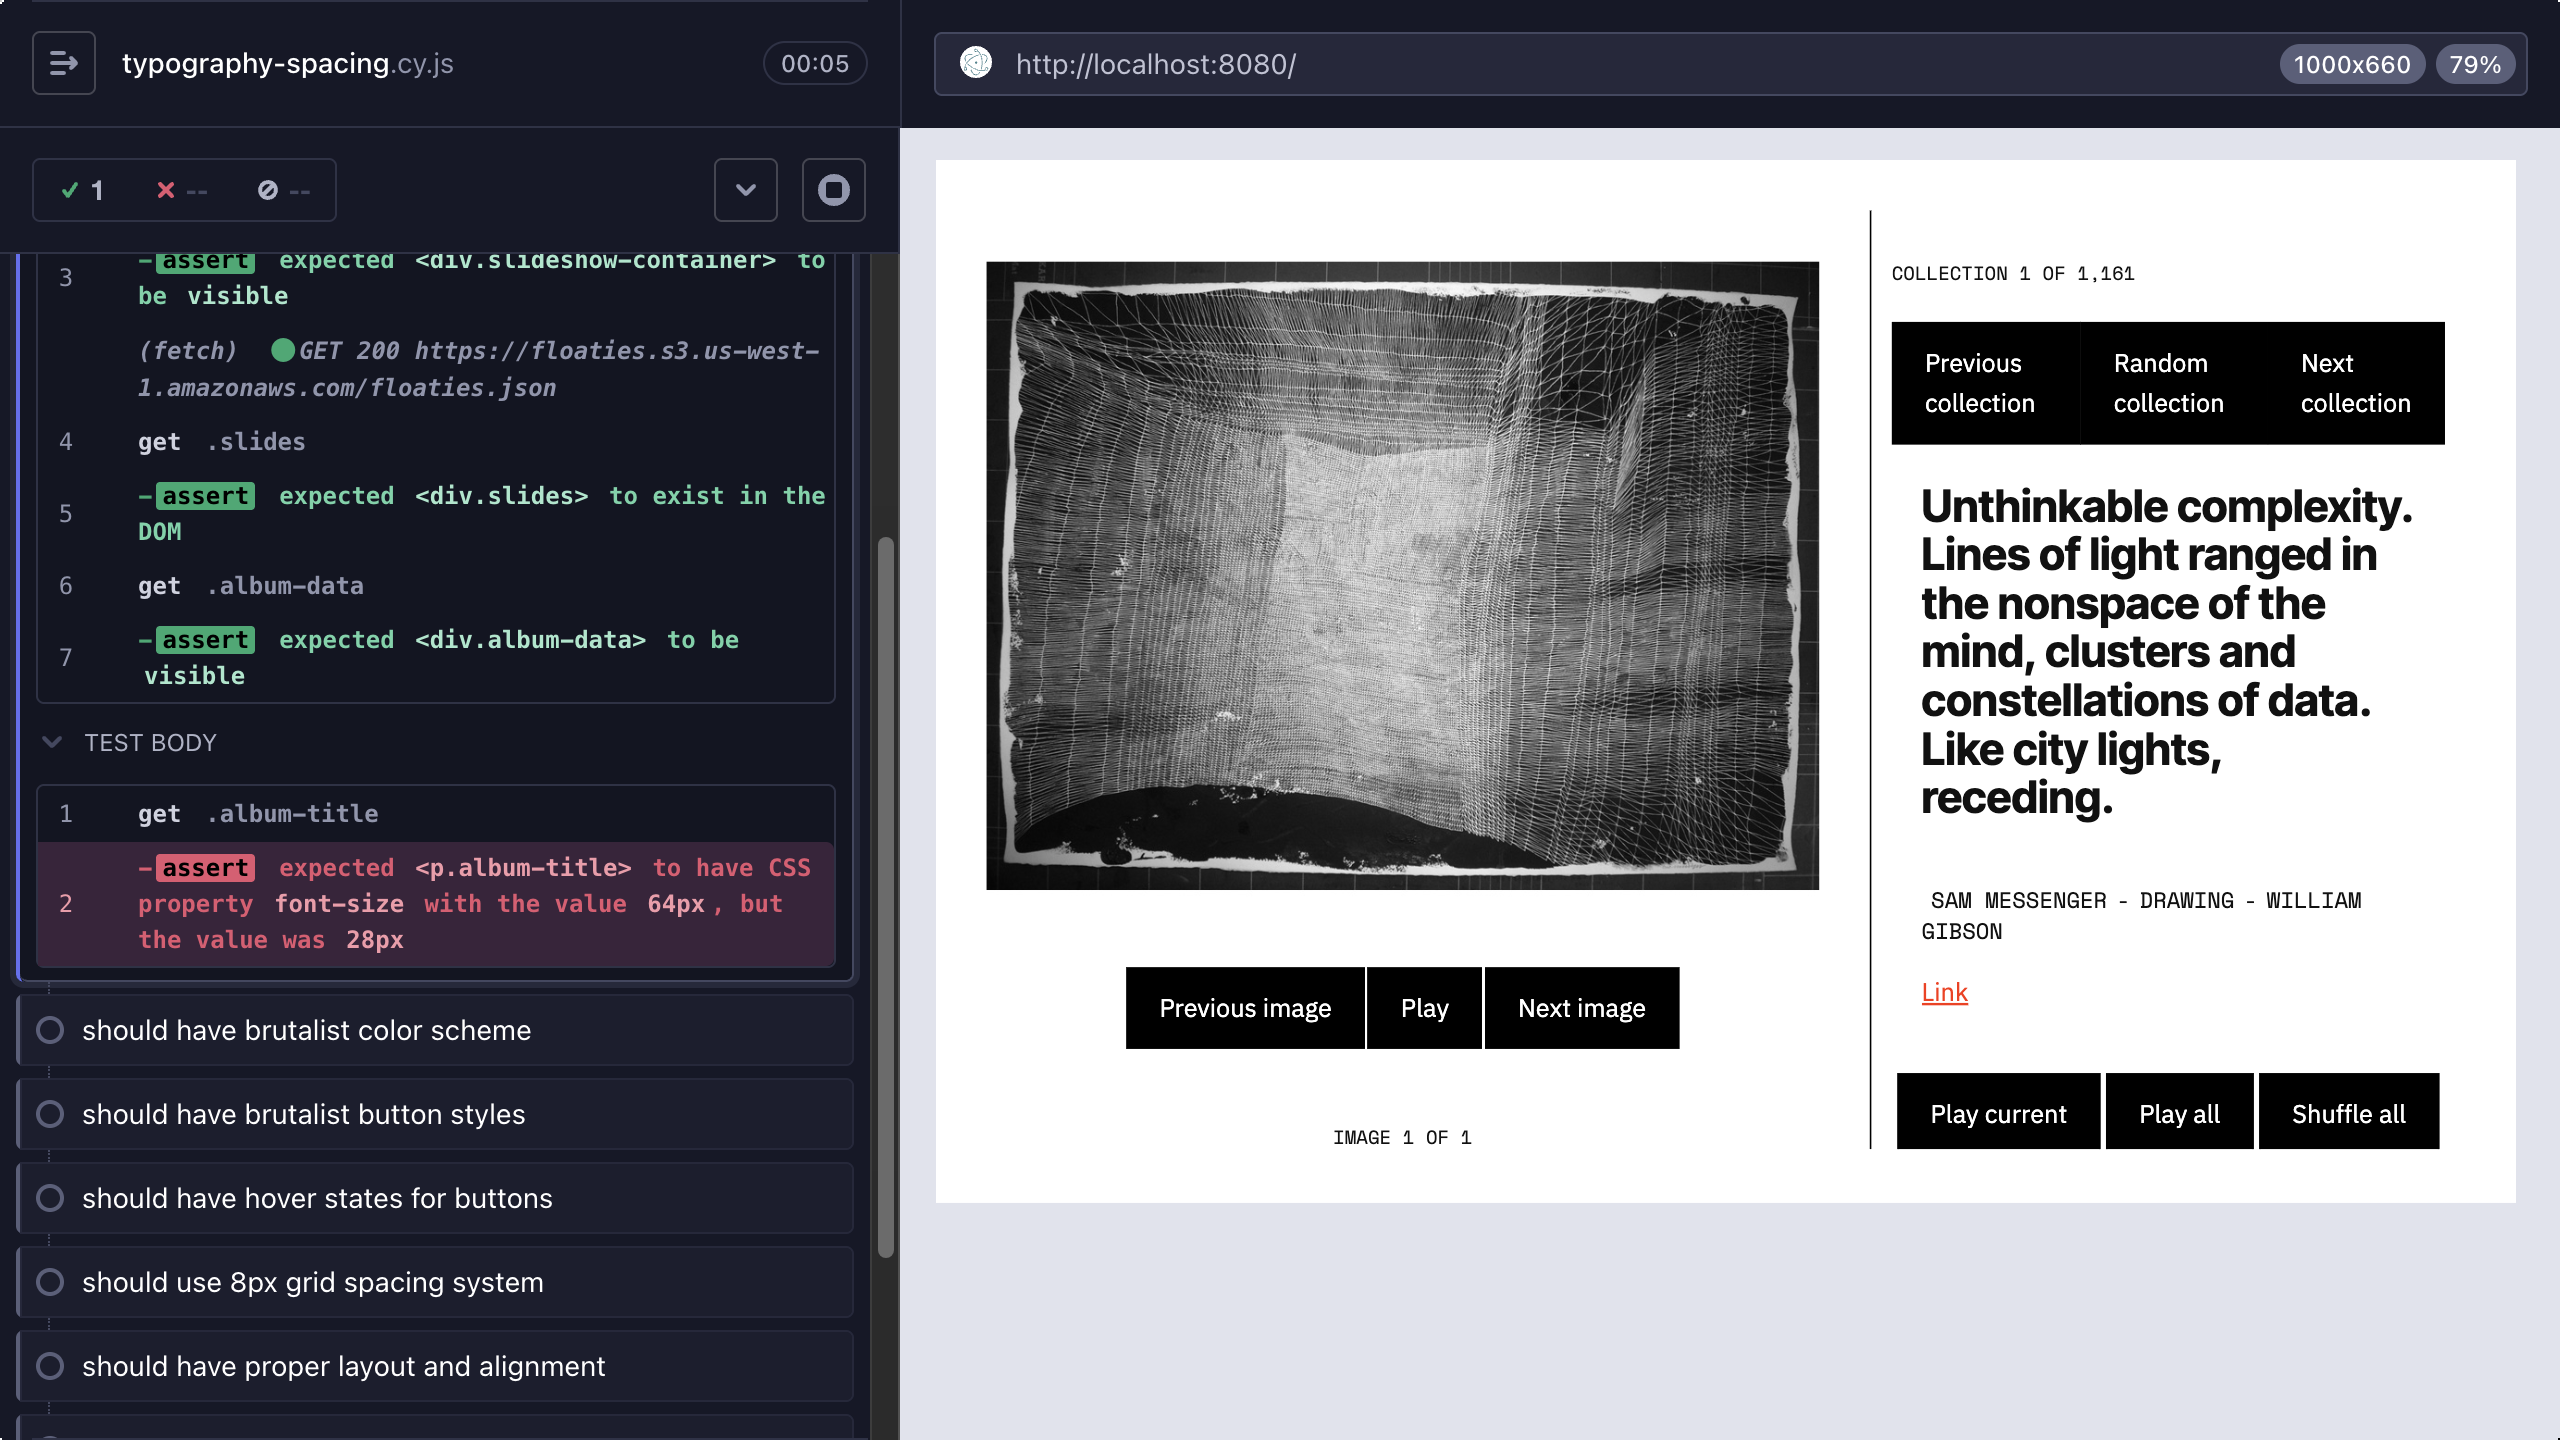 typography-spacing.cy.js
00:05
1
--
--
3
–assert expected <div.slideshow-container> to
be visible
(fetch) GET 200 https://floaties.s3.us-west-
1.amazonaws.com/floaties.json
4
get .slides
5
–assert expected <div.slides> to exist in the
DOM
6
get .album-data
7
–assert expected <div.album-data> to be
visible
TEST BODY
1
get .album-title
2
–assert expected <p.album-title> to have CSS
property font-size with the value 64px, but
the value was 28px
should have brutalist color scheme
should have brutalist button styles
should have hover states for buttons
should use 8px grid spacing system
should have proper layout and alignment
http://localhost:8080/
1000x660
79%
COLLECTION 1 OF 1,161
Previous
collection
Random
collection
Next
collection
Unthinkable complexity.
Lines of light ranged in
the nonspace of the
mind, clusters and
constellations of data.
Like city lights,
receding.
SAM MESSENGER - DRAWING - WILLIAM
GIBSON
Link
Previous image
Play
Next image
IMAGE 1 OF 1
Play current
Play all
Shuffle all